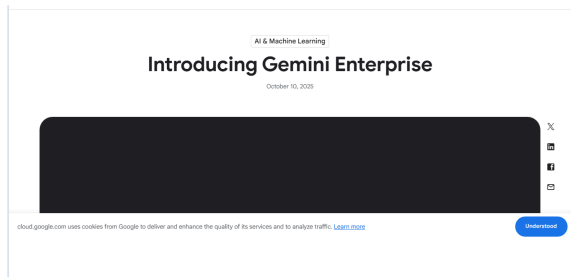 AI & Machine Learning
Introducing Gemini Enterprise
October 10, 2025
cloud.google.com uses cookies from Google to deliver and enhance the quality of its services and to analyze traffic. Learn more
Understood